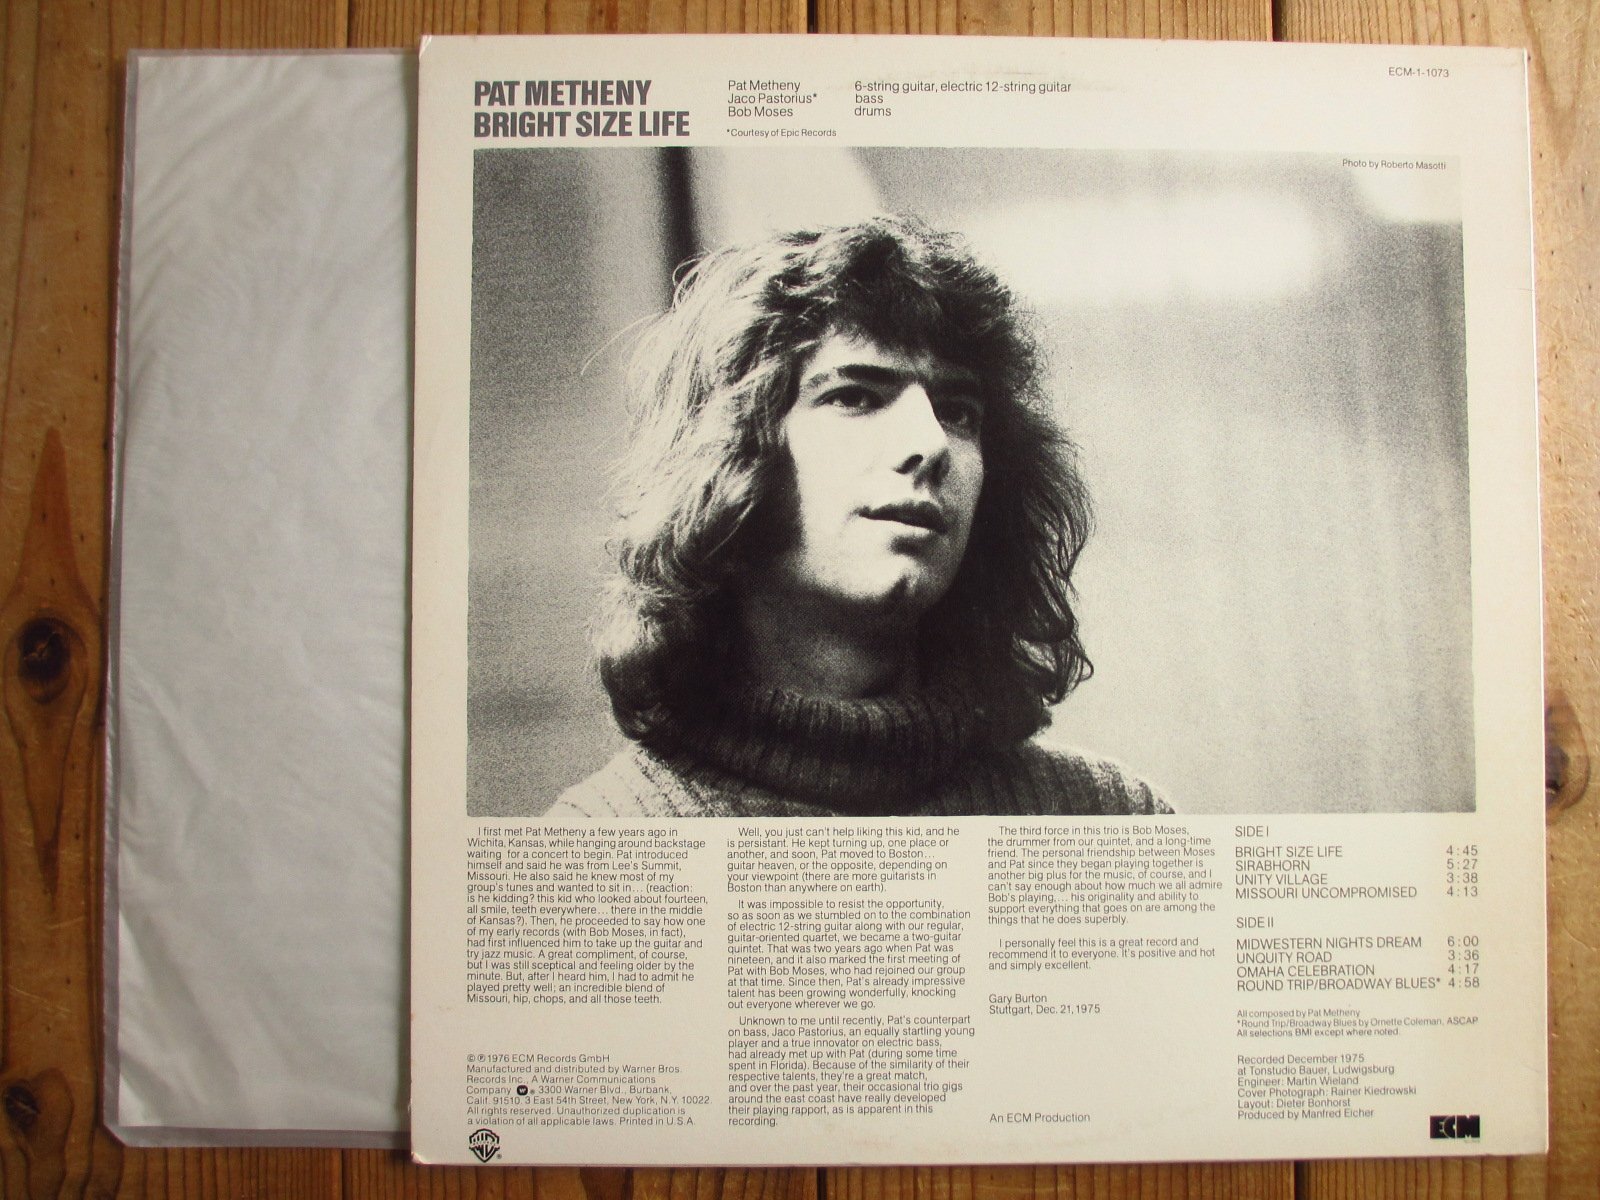 PAT METHENY
BRIGHT SIZE LIFE
Pat Metheny 6-string guitar, electric 12-string guitar
Jaco Pastorius* bass
Bob Moses drums
*Courtesy of Epic Records
ECM-1-1073
Photo by Roberto Masotti
I first met Pat Metheny a few years ago in
Wichita, Kansas, while hanging around backstage
waiting for a concert to begin. Pat introduced
himself and said he was from Lee's Summit,
Missouri. He also said he knew most of my
group's tunes and wanted to sit in... (reaction:
is he kidding? this kid who looked about fourteen,
all smile, teeth everywhere... there in the middle
of Kansas?). Then, he proceeded to say how one
of my early records (with Bob Moses, in fact),
had first influenced him to take up the guitar and
try jazz music. A great compliment, of course,
but I was still sceptical and feeling older by the
minute. But, after I heard him, I had to admit he
played pretty well; an incredible blend of
Missouri, hip, chops, and all those teeth.
Well, you just can't help liking this kid, and he
is persistant. He kept turning up, one place or
another, and soon, Pat moved to Boston...
guitar heaven, or the opposite, depending on
your viewpoint (there are more guitarists in
Boston than anywhere on earth).
It was impossible to resist the opportunity,
so as soon as we stumbled on to the combination
of electric 12-string guitar along with our regular,
guitar-oriented quartet, we became a two-guitar
quintet. That was two years ago when Pat was
nineteen, and it also marked the first meeting of
Pat with Bob Moses, who had rejoined our group
at that time. Since then, Pat's already impressive
talent has been growing wonderfully, knocking
out everyone wherever we go.
Unknown to me until recently, Pat's counterpart
on bass, Jaco Pastorius, an equally startling young
player and a true innovator on electric bass,
had already met up with Pat (during some time
spent in Florida). Because of the similarity of their
respective talents, they're a great match,
and over the past year, their occasional trio gigs
around the east coast have really developed
their playing rapport, as is apparent in this
recording.
The third force in this trio is Bob Moses,
the drummer from our quintet, and a long-time
friend. The personal friendship between Moses
and Pat since they began playing together is
another big plus for the music, of course, and I
can't say enough about how much we all admire
Bob's playing,... his originality and ability to
support everything that goes on are among the
things that he does superbly.
I personally feel this is a great record and
recommend it to everyone. It's positive and hot
and simply excellent.
Gary Burton
Stuttgart, Dec. 21, 1975
An ECM Production
SIDE I
BRIGHT SIZE LIFE 4:45
SIRABHORN 5:27
UNITY VILLAGE 3:38
MISSOURI UNCOMPROMISED 4:13
SIDE II
MIDWESTERN NIGHTS DREAM 6:00
UNQUITY ROAD 3:36
OMAHA CELEBRATION 4:17
ROUND TRIP/BROADWAY BLUES* 4:58
All composed by Pat Metheny
*Round Trip/Broadway Blues by Ornette Coleman, ASCAP
All selections BMI except where noted.
Recorded December 1975
at Tonstudio Bauer, Ludwigsburg
Engineer: Martin Wieland
Cover Photograph: Rainer Kiedrowski
Layout: Dieter Bonhorst
Produced by Manfred Eicher
ECM
© ℗ 1976 ECM Records GmbH
Manufactured and distributed by Warner Bros.
Records Inc., A Warner Communications
Company ® 3300 Warner Blvd., Burbank,
Calif. 91510, 3 East 54th Street, New York, N.Y. 10022.
All rights reserved. Unauthorized duplication is
a violation of all applicable laws. Printed in U.S.A.